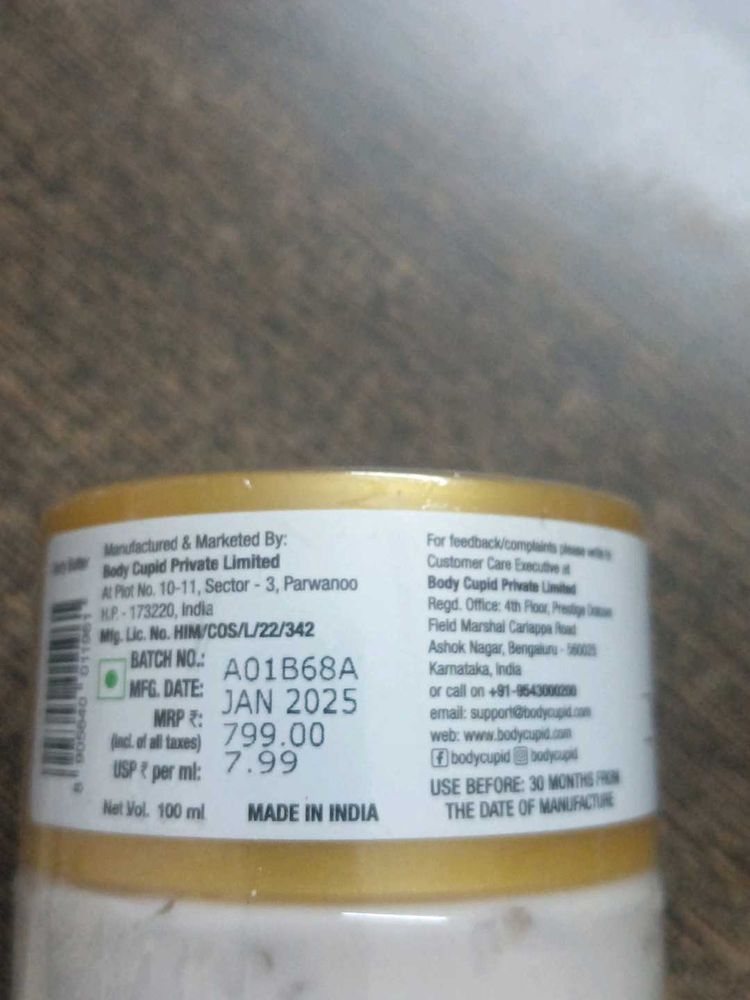 Butter
Manufactured & Marketed By:
Body Cupid Private Limited
At Plot No. 10-11, Sector - 3, Parwanoo
H.P. - 173220, India
Mfg. Lic. No. HIM/COS/L/22/342
BATCH NO.: A01B68A
MFG. DATE: JAN 2025
MRP ₹: 799.00
(incl. of all taxes)
USP ₹ per ml: 7.99
Net Vol. 100 ml MADE IN INDIA
For feedback/complaints please write to
Customer Care Executive at
Body Cupid Private Limited
Regd. Office: 4th Floor, Prestige
Field Marshal Cariappa Road
Ashok Nagar, Bengaluru - 560025
Karnataka, India
or call on +91-9643000200
email: support@bodycupid.com
web: www.bodycupid.com
bodycupid bodycupid
USE BEFORE: 30 MONTHS FROM
THE DATE OF MANUFACTURE